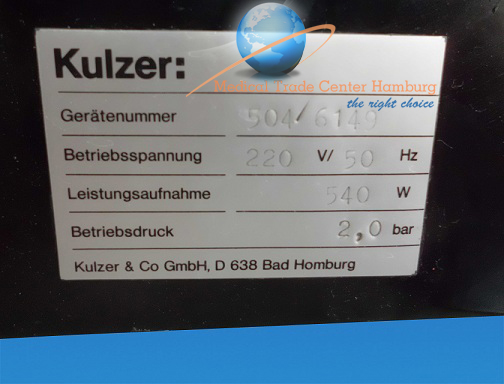 Kulzer:
Medical Trade Center Hamburg
the right choice
Gerätenummer 504/6149
Betriebsspannung 220 V/ 50 Hz
Leistungsaufnahme 540 W
Betriebsdruck 2,0 bar
Kulzer & Co GmbH, D 638 Bad Homburg